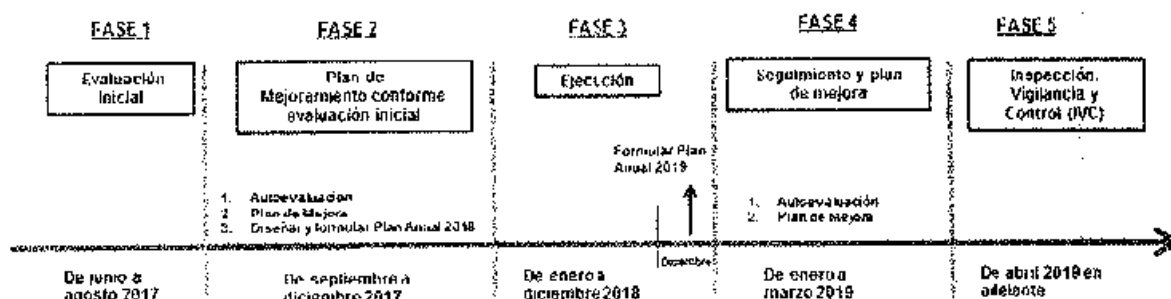 FASE 1
FASE 2
FASE 3
FASE 4
FASE 5
Evaluación
Inicial
Plan de
Mejoramiento conforme
evaluación inicial
Ejecución
Seguimiento y plan
de mejora
Inspección,
Vigilancia y
Control (IVC)
Formular Plan
Anual 2019
1. Autoevaluacion
2. Plan de Mejora
3. Diseñar y formular Plan Anual 2018
1. Autoevaluación
2. Plan de mejora
Diciembre
De junio a
agosto 2017
De septiembre a
diciembre 2017
De enero a
diciembre 2018
De enero a
marzo 2019
De abril 2019 en
adelante